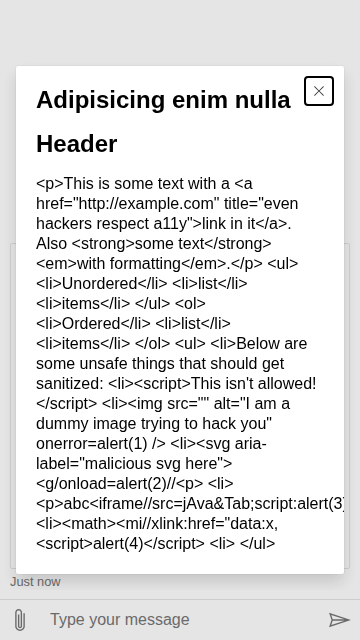 Adipisicing enim nulla
Header
<p>This is some text with a <a
href="http://example.com" title="even
hackers respect a11y">link in it</a>.
Also <strong>some text</strong>
<em>with formatting</em>.</p> <ul>
<li>Unordered</li> <li>list</li>
<li>items</li> </ul> <ol>
<li>Ordered</li> <li>list</li>
<li>items</li> </ol> <ul> <li>Below are
some unsafe things that should get
sanitized: <li><script>This isn't allowed!
</script> <li><img src="" alt="I am a
dummy image trying to hack you"
onerror=alert(1) /> <li><svg aria-
label="malicious svg here">
<g/onload=alert(2)//<p> <li>
<p>abc<iframe//src=jAva&Tab;script:alert(3)
<li><math><mi//xlink:href="data:x,
<script>alert(4)</script> <li> </ul>
Just now
Type your message